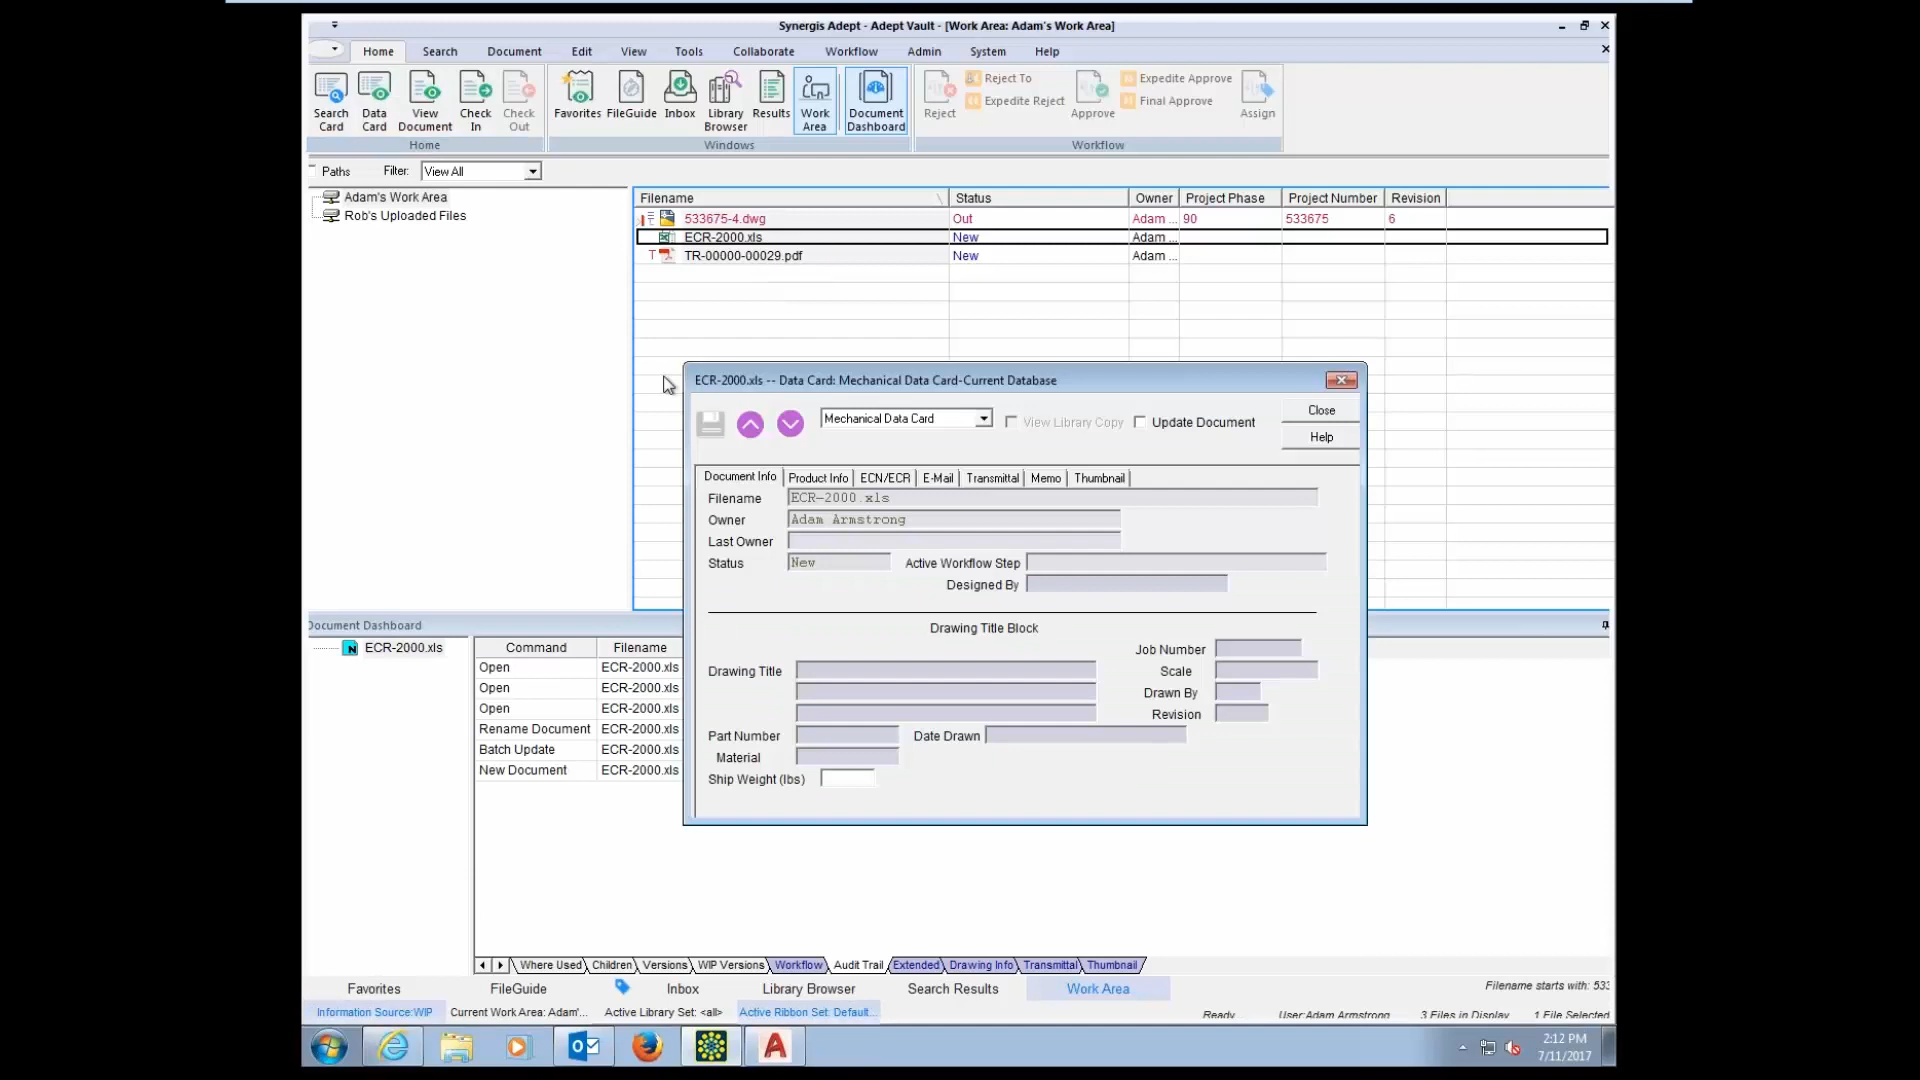 Synergis Adept - Adept Vault - [Work Area: Adam's Work Area]
Home Search Document Edit View Tools Collaborate Workflow Admin System Help
Search Card Data Card View Document Check In Check Out Favorites FileGuide Inbox Library Browser Results Work Area Document Dashboard Reject Reject To Expedite Reject Approve Expedite Approve Final Approve Assign
Home Windows Workflow
Paths Filter: View All
Adam's Work Area
Rob's Uploaded Files
Filename Status Owner Project Phase Project Number Revision
533675-4.dwg Out Adam ... 90 533675 6
ECR-2000.xls New Adam ...
TR-00000-00029.pdf New Adam ...
ECR-2000.xls -- Data Card: Mechanical Data Card-Current Database
Mechanical Data Card View Library Copy Update Document Close
Help
Document Info Product Info ECN/ECR E-Mail Transmittal Memo Thumbnail
Filename ECR-2000.xls
Owner Adam Armstrong
Last Owner
Status New Active Workflow Step
Designed By
Drawing Title Block
Job Number
Drawing Title Scale
Drawn By
Revision
Part Number Date Drawn
Material
Ship Weight (lbs)
Document Dashboard
ECR-2000.xls
Command Filename
Open ECR-2000.xls
Open ECR-2000.xls
Open ECR-2000.xls
Rename Document ECR-2000.xls
Batch Update ECR-2000.xls
New Document ECR-2000.xls
Where Used Children Versions WIP Versions Workflow Audit Trail Extended Drawing Info Transmittal Thumbnail
Favorites FileGuide Inbox Library Browser Search Results Work Area Filename starts with: 533
Information Source:WIP Current Work Area: Adam'... Active Library Set: <all> Active Ribbon Set: Default... Ready User:Adam Armstrong 3 Files in Display 1 File Selected
2:12 PM
7/11/2017